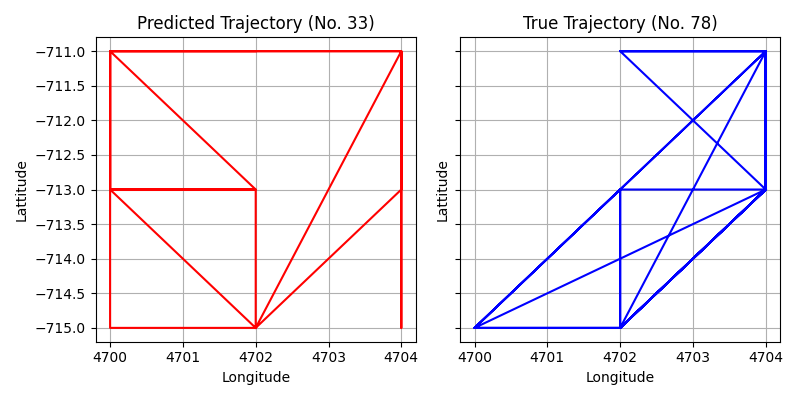 Predicted Trajectory (No. 33)
True Trajectory (No. 78)
Lattitude
−711.0
−711.5
−712.0
−712.5
−713.0
−713.5
−714.0
−714.5
−715.0
4700 4701 4702 4703 4704
Longitude
Lattitude
4700 4701 4702 4703 4704
Longitude